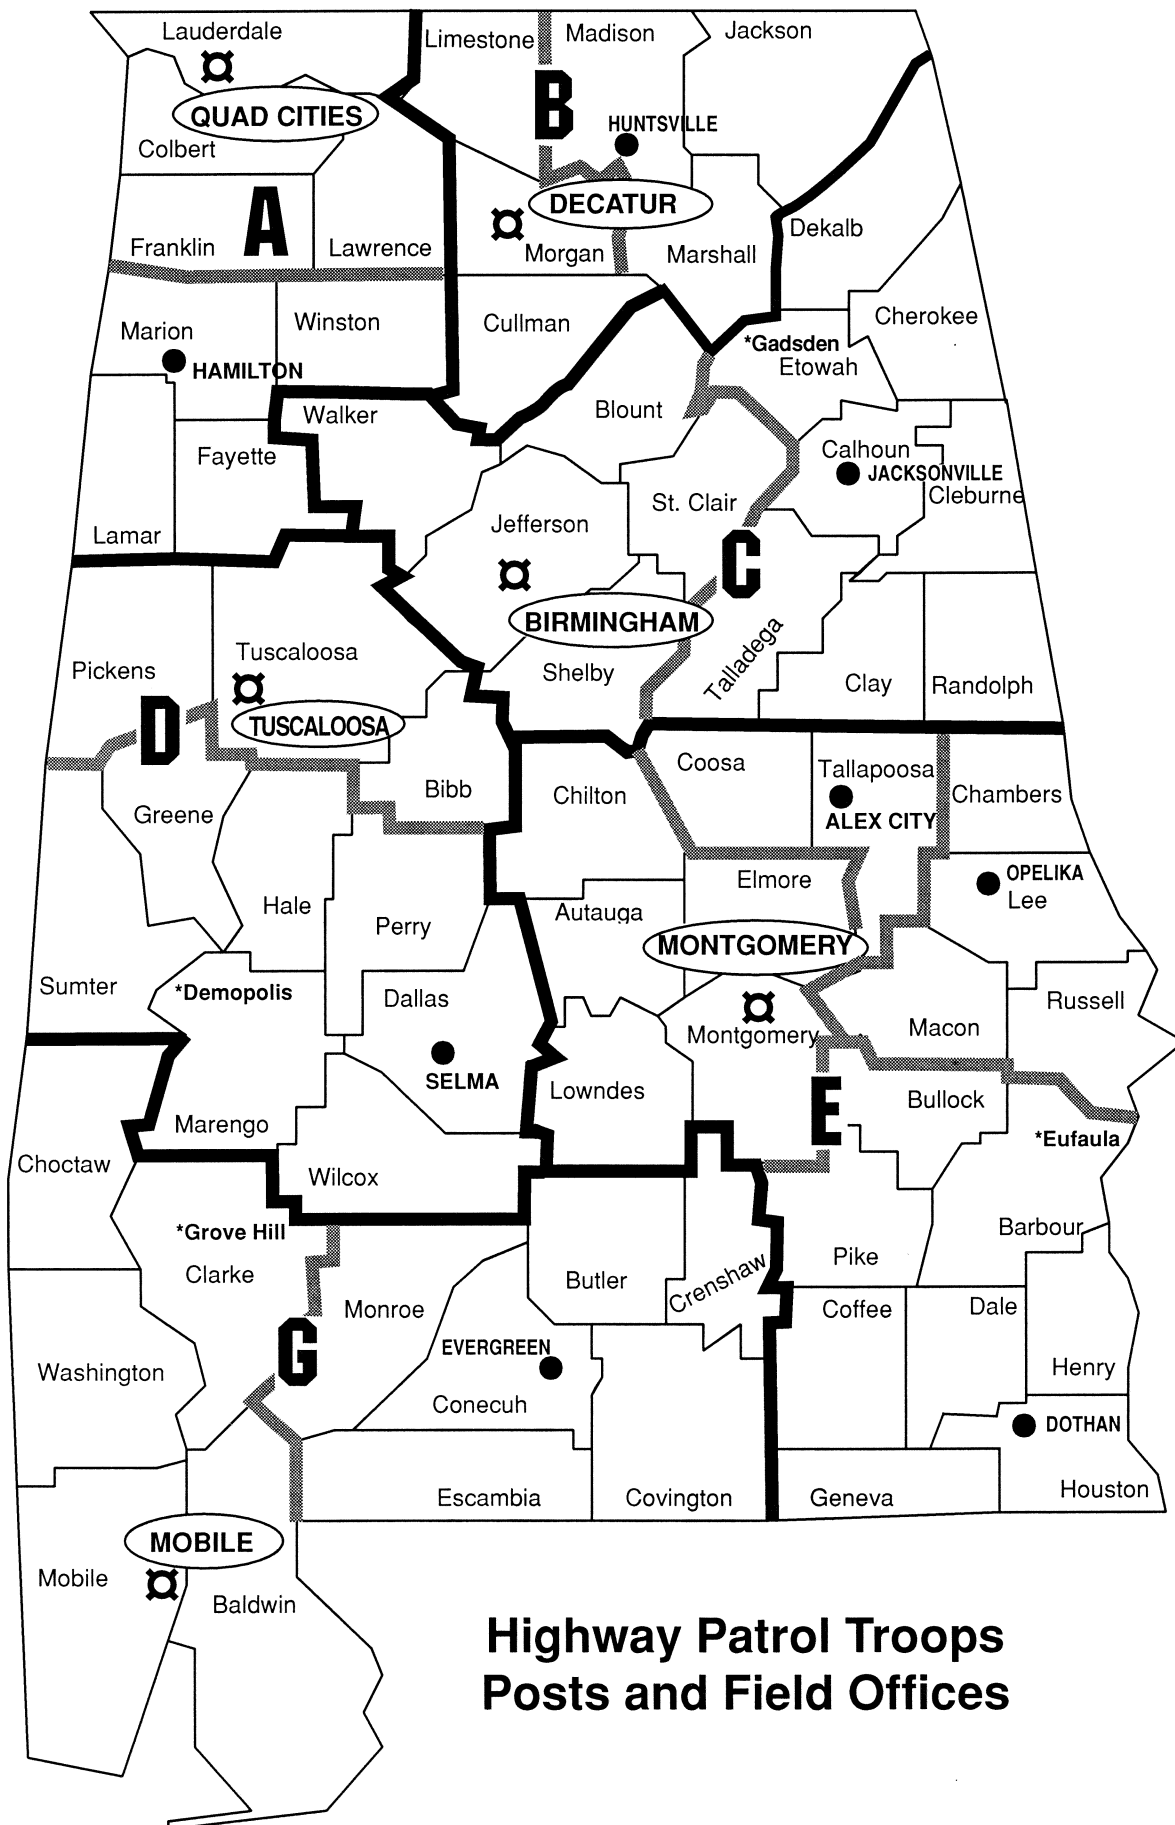 Lauderdale
Limestone
Madison
Jackson
QUAD CITIES
B
HUNTSVILLE
Colbert
DECATUR
A
Franklin
Lawrence
Morgan
Marshall
Dekalb
Marion
Winston
Cullman
Cherokee
HAMILTON
*Gadsden
Etowah
Walker
Blount
Fayette
Calhoun
JACKSONVILLE
Cleburne
Lamar
Jefferson
St. Clair
C
BIRMINGHAM
Pickens
Tuscaloosa
Shelby
Talladega
Clay
Randolph
D
TUSCALOOSA
Greene
Bibb
Chilton
Coosa
Tallapoosa
Chambers
ALEX CITY
Hale
Perry
Autauga
Elmore
OPELIKA
Lee
MONTGOMERY
Sumter
*Demopolis
Dallas
Montgomery
Macon
Russell
SELMA
Lowndes
E
Bullock
Marengo
*Eufaula
Choctaw
Wilcox
*Grove Hill
Clarke
Butler
Crenshaw
Pike
Barbour
Monroe
Coffee
Dale
G
EVERGREEN
Washington
Conecuh
Henry
DOTHAN
Escambia
Covington
Geneva
Houston
MOBILE
Mobile
Baldwin
Highway Patrol Troops
Posts and Field Offices